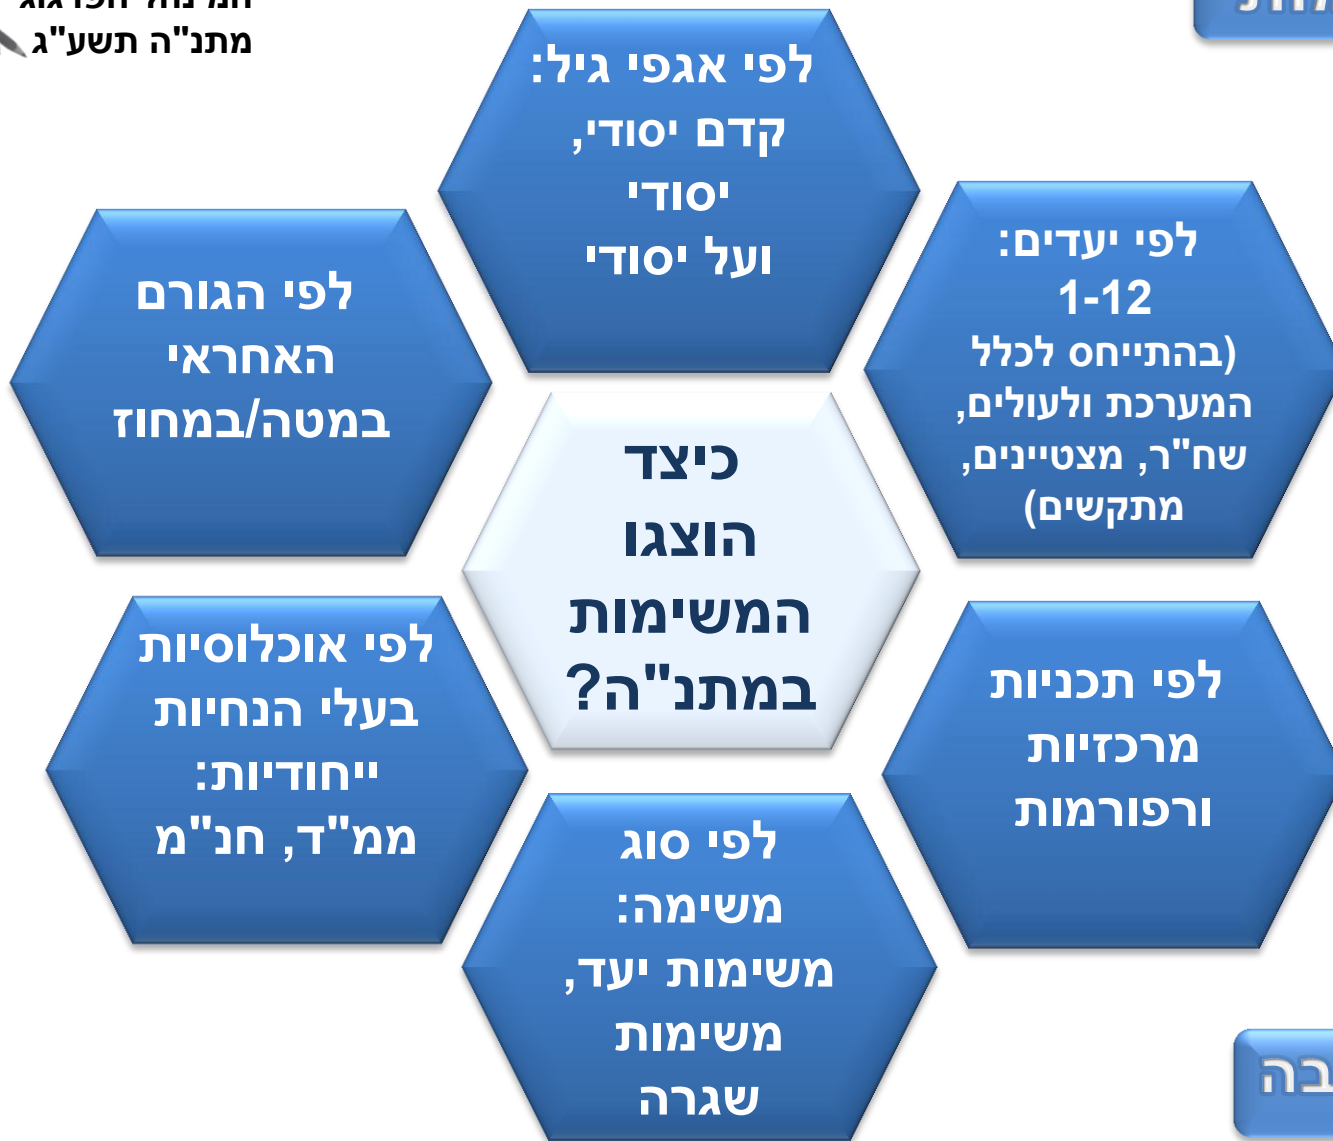 מתנ"ה תשע"ג
לפי אגפי גיל:
קדם יסודי,
יסודי
ועל יסודי
לפי יעדים:
1-12
(בהתייחס לכלל
המערכת ולעולים,
שח"ר, מצטיינים,
מתקשים)
לפי הגורם
האחראי
במטה/במחוז
כיצד
הוצגו
המשימות
במתנ"ה?
לפי תכניות
מרכזיות
ורפורמות
לפי אוכלוסיות
בעלי הנחיות
ייחודיות:
ממ"ד, חנ"מ
לפי סוג
משימה:
משימות יעד,
משימות
שגרה